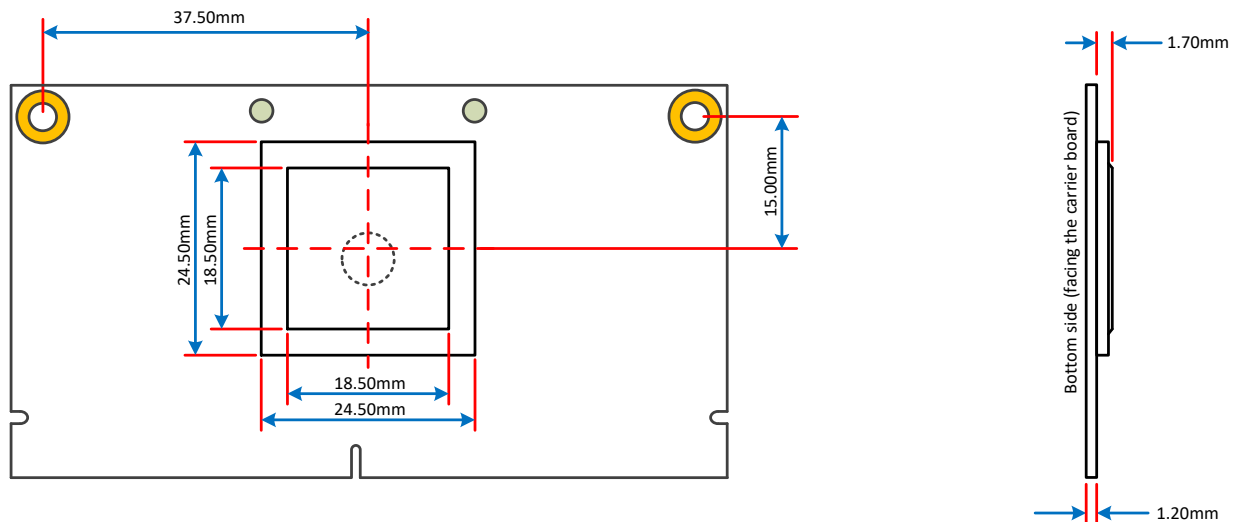 37.50mm
1.70mm
24.50mm
18.50mm
15.00mm
Bottom side (facing the carrier board)
18.50mm
24.50mm
1.20mm